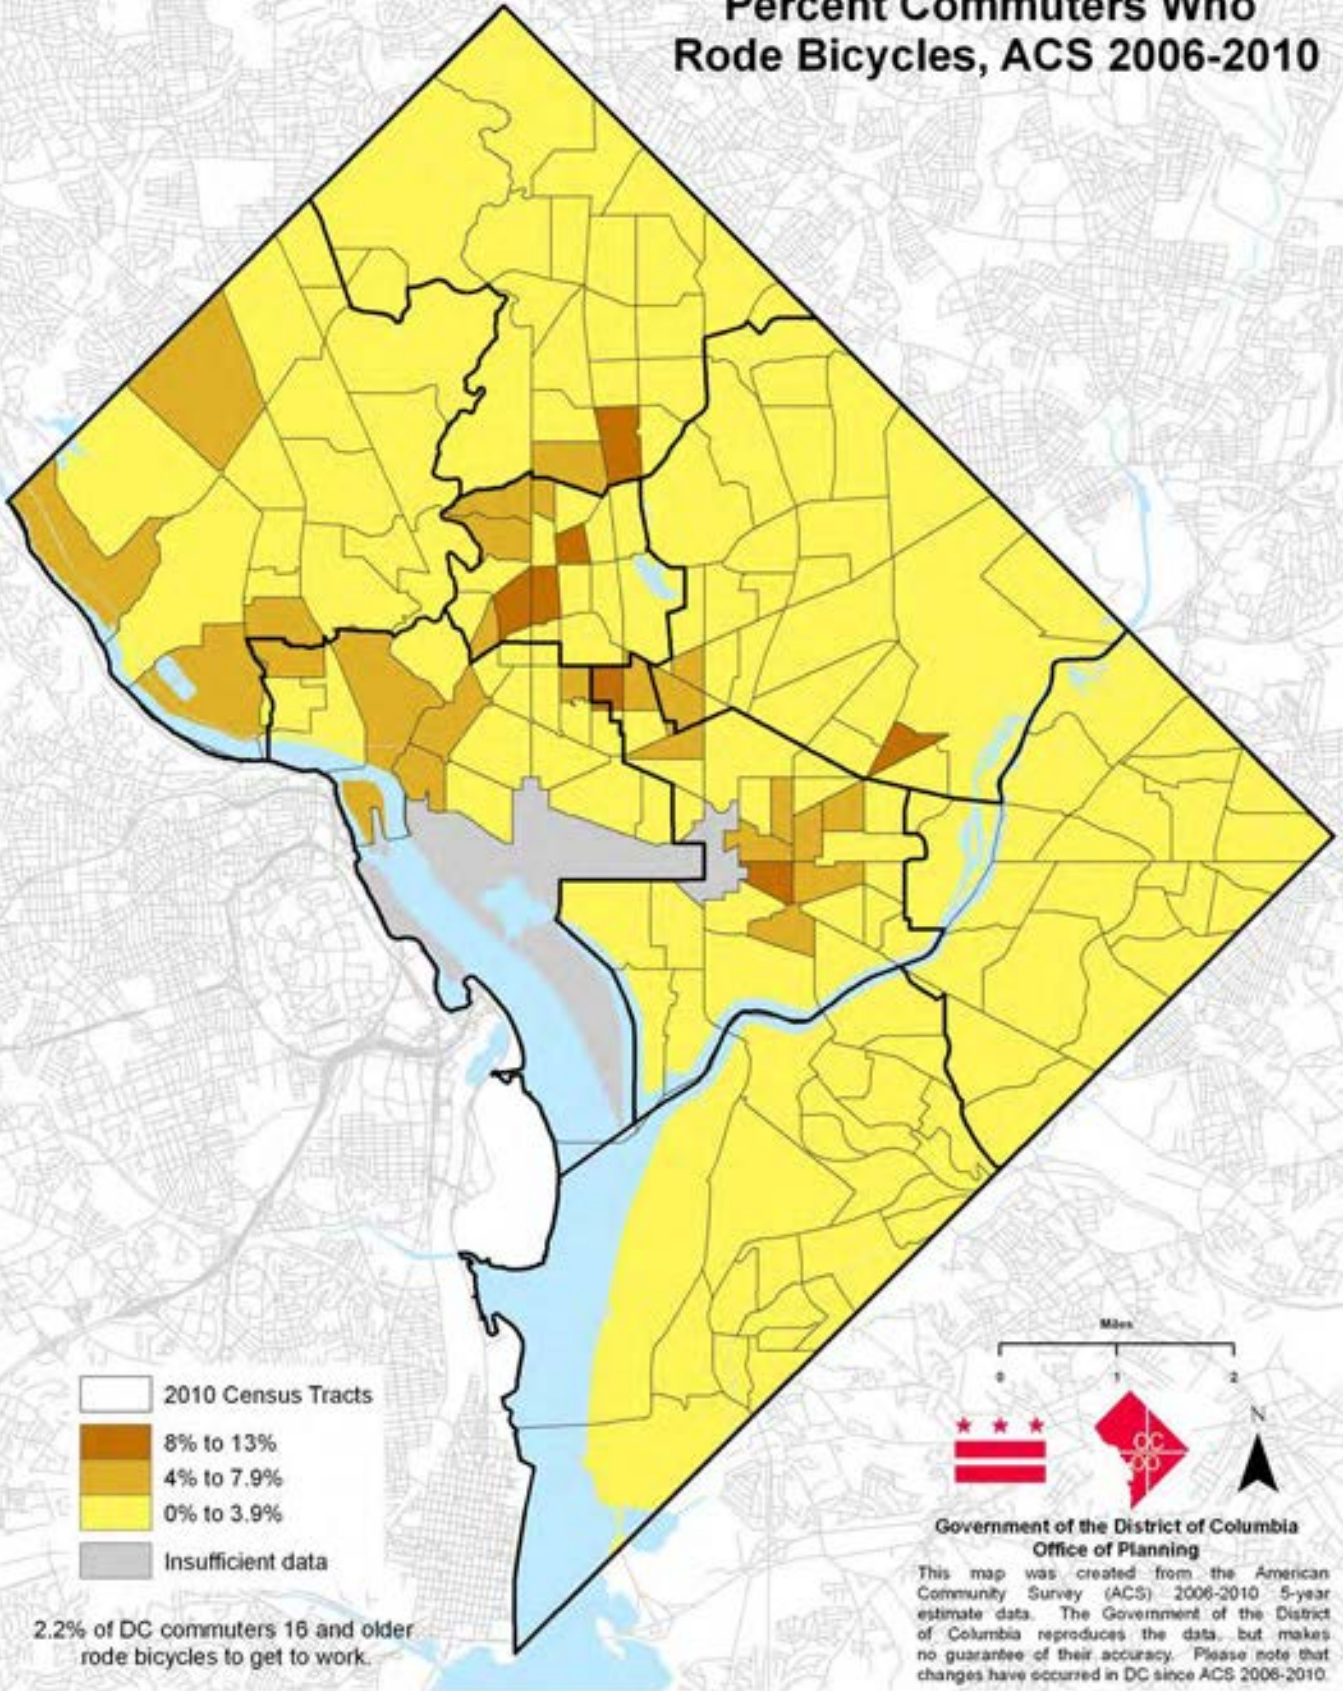 Percent Commuters Who
Rode Bicycles, ACS 2006-2010
2010 Census Tracts
8% to 13%
4% to 7.9%
0% to 3.9%
Insufficient data
2.2% of DC commuters 16 and older
rode bicycles to get to work.
Miles
0 1 2
DC
OP
N
Government of the District of Columbia
Office of Planning
This map was created from the American
Community Survey (ACS) 2006-2010 5-year
estimate data. The Government of the District
of Columbia reproduces the data, but makes
no guarantee of their accuracy. Please note that
changes have occurred in DC since ACS 2006-2010.